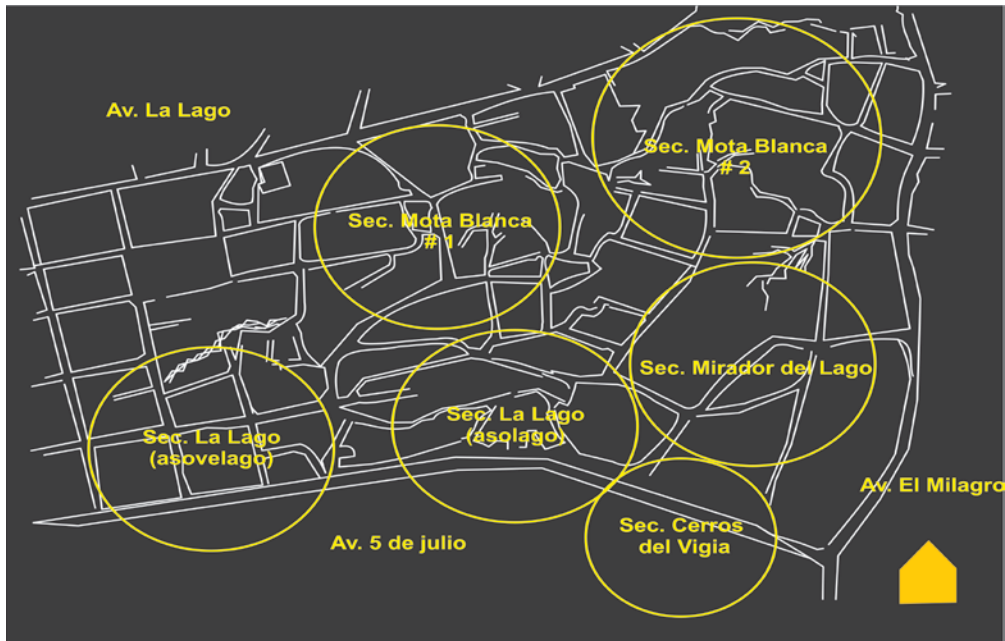 Av. La Lago
Sec. Mota Blanca
# 2
Sec. Mota Blanca
# 1
Sec. Mirador del Lago
Sec. La Lago
(asolago)
Sec. La Lago
(asovelago)
Av. El Milagro
Sec. Cerros
del Vigia
Av. 5 de julio